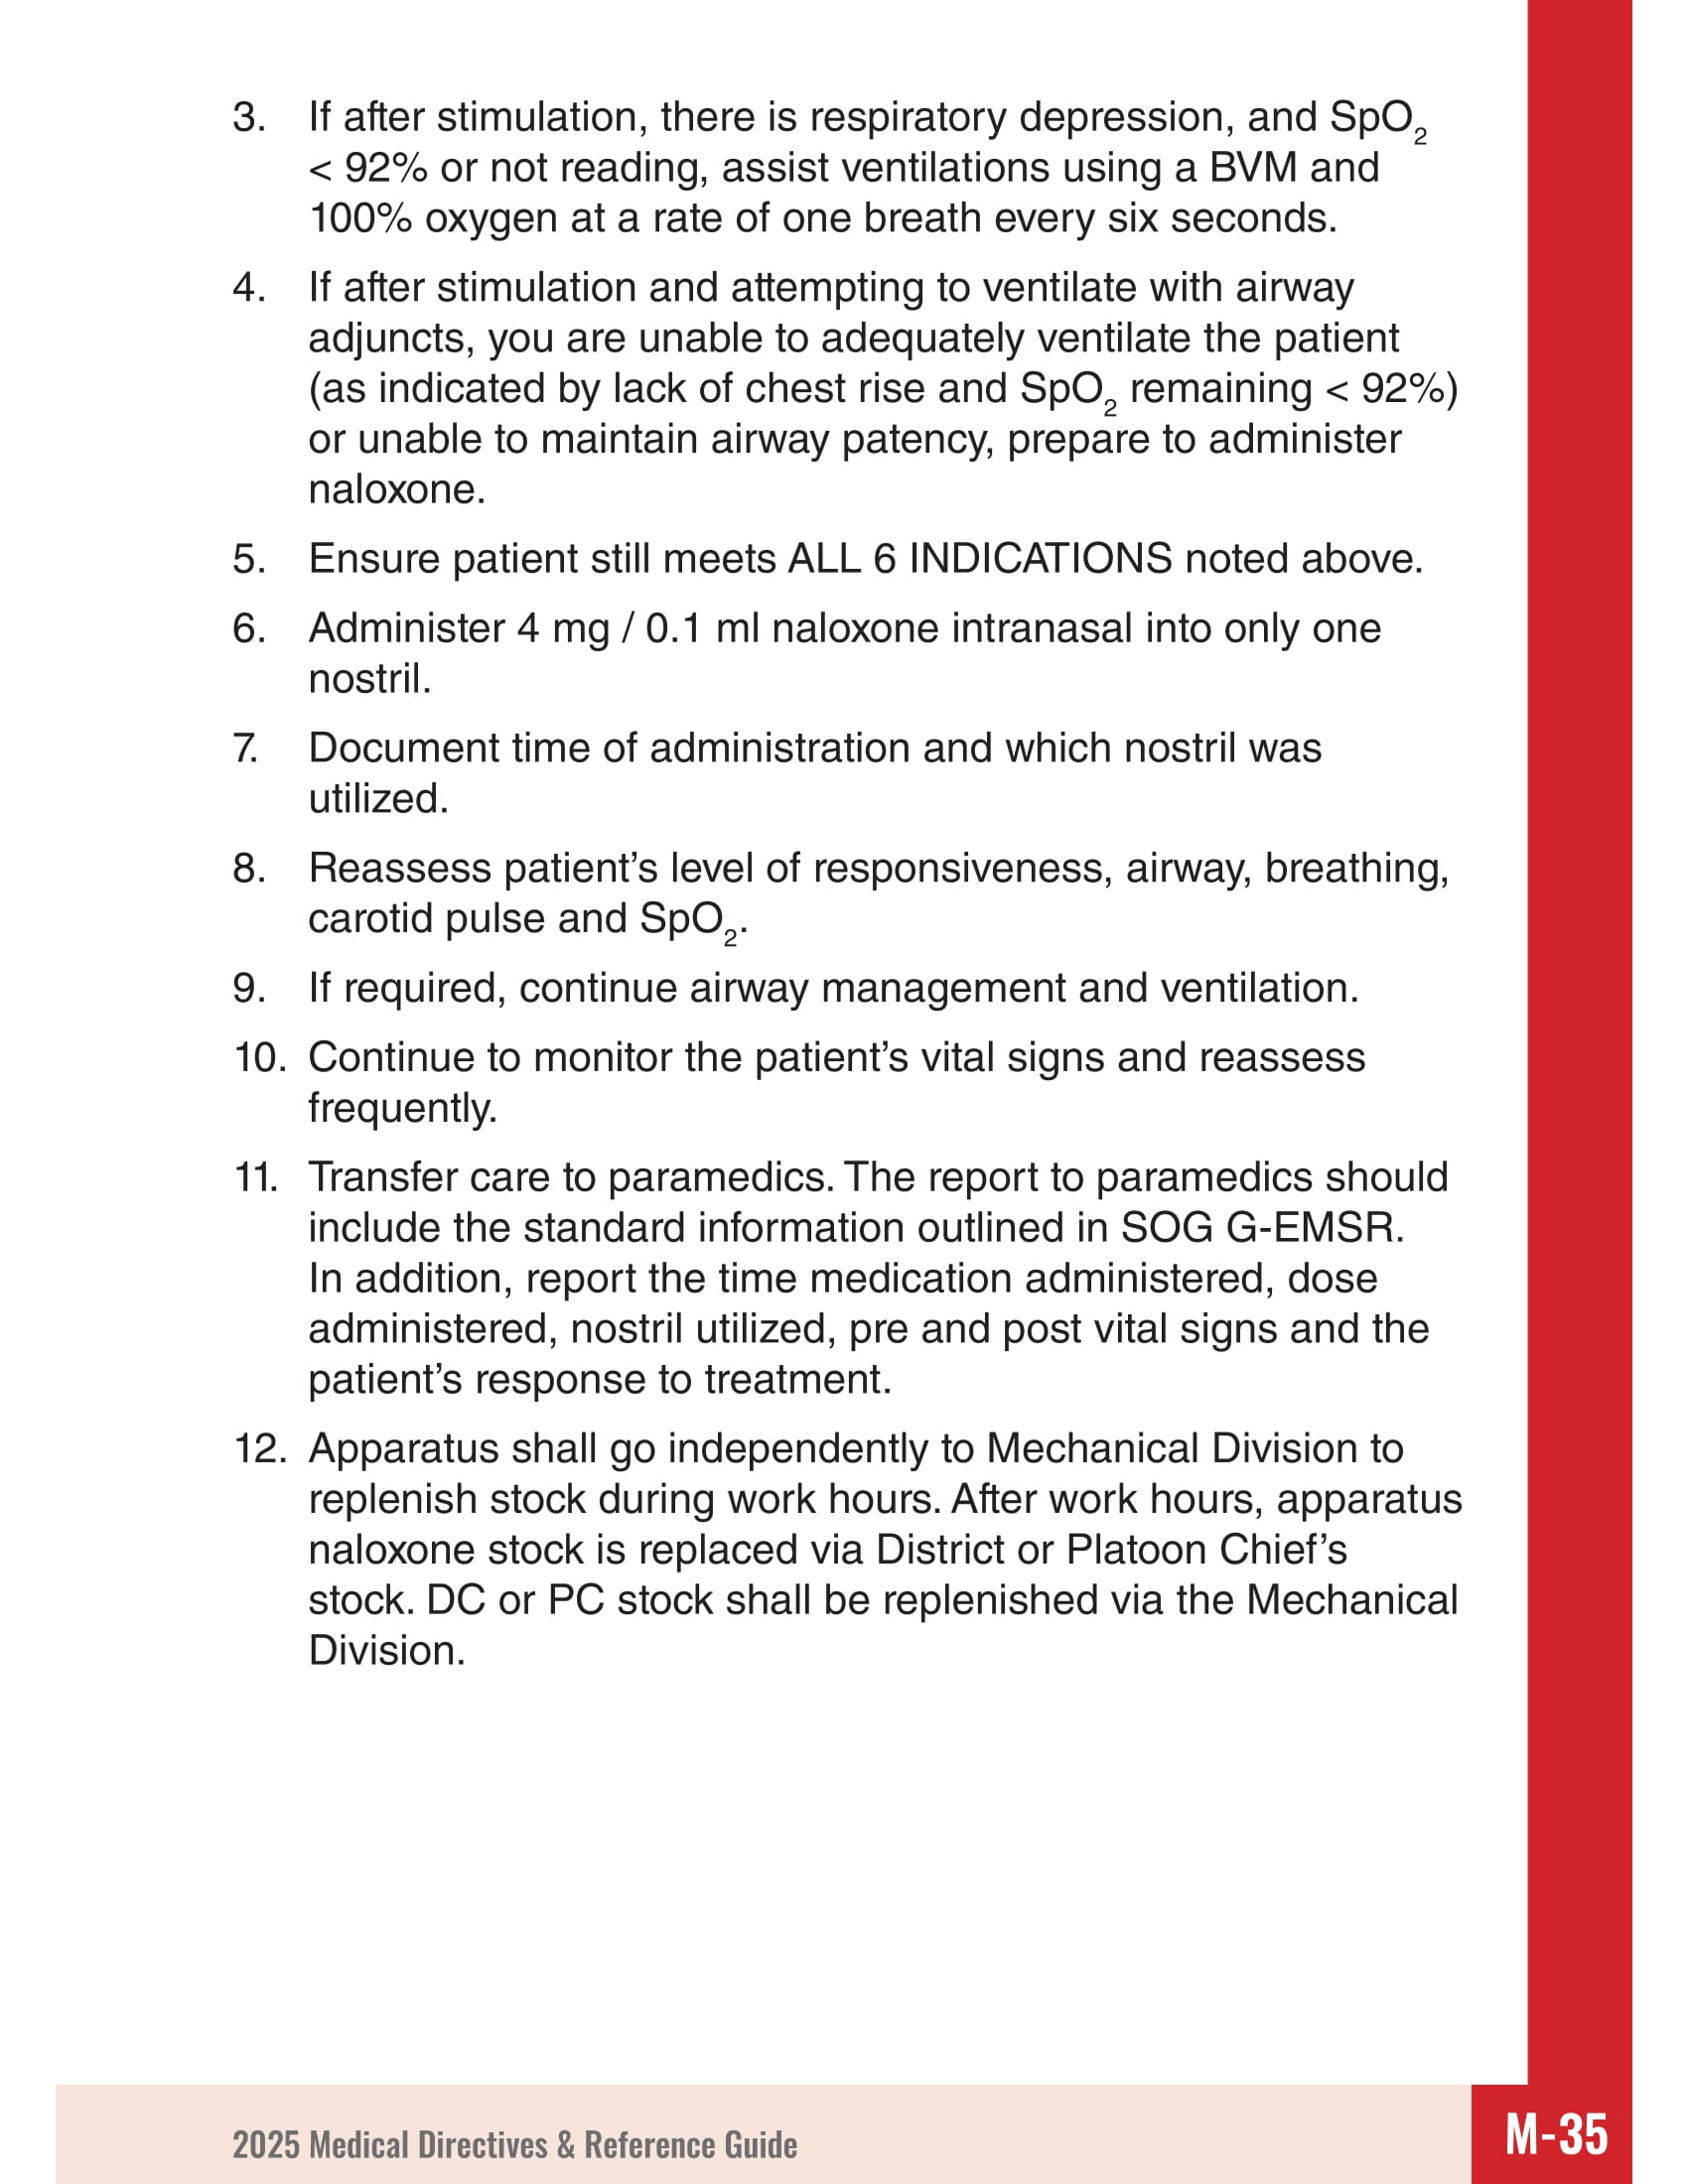 3. If after stimulation, there is respiratory depression, and SpO₂
< 92% or not reading, assist ventilations using a BVM and
100% oxygen at a rate of one breath every six seconds.
4. If after stimulation and attempting to ventilate with airway
adjuncts, you are unable to adequately ventilate the patient
(as indicated by lack of chest rise and SpO₂ remaining < 92%)
or unable to maintain airway patency, prepare to administer
naloxone.
5. Ensure patient still meets ALL 6 INDICATIONS noted above.
6. Administer 4 mg / 0.1 ml naloxone intranasal into only one
nostril.
7. Document time of administration and which nostril was
utilized.
8. Reassess patient’s level of responsiveness, airway, breathing,
carotid pulse and SpO₂.
9. If required, continue airway management and ventilation.
10. Continue to monitor the patient’s vital signs and reassess
frequently.
11. Transfer care to paramedics. The report to paramedics should
include the standard information outlined in SOG G-EMSR.
In addition, report the time medication administered, dose
administered, nostril utilized, pre and post vital signs and the
patient’s response to treatment.
12. Apparatus shall go independently to Mechanical Division to
replenish stock during work hours. After work hours, apparatus
naloxone stock is replaced via District or Platoon Chief’s
stock. DC or PC stock shall be replenished via the Mechanical
Division.
2025 Medical Directives & Reference Guide
M-35